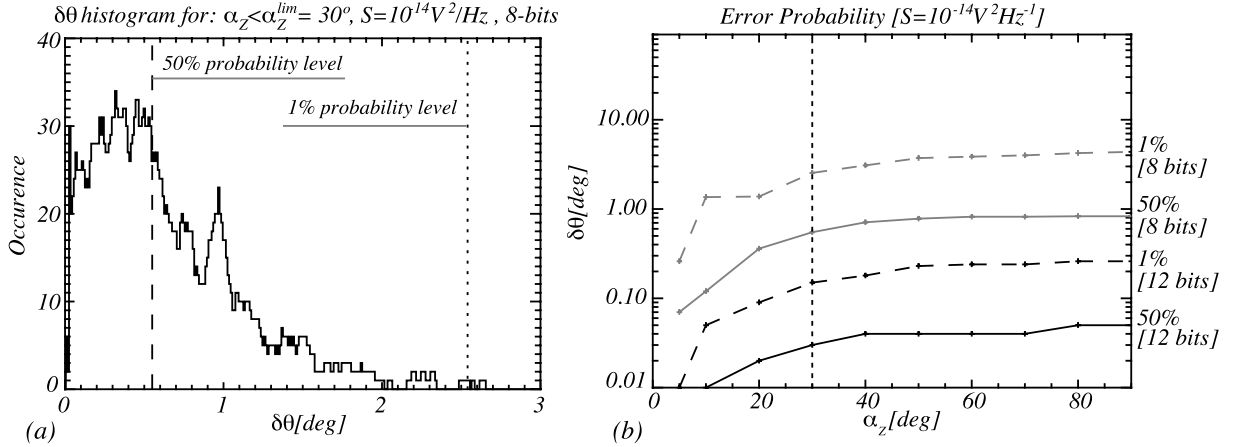 δθ histogram for: α_Z<α_Z^lim= 30°, S=10^-14V^2/Hz , 8-bits
40
30
20
10
0
Occurence
50% probability level
1% probability level
0
1
2
3
δθ[deg]
(a)
Error Probability [S=10^-14V^2Hz^-1]
10.00
1.00
0.10
0.01
δθ[deg]
1%
[8 bits]
50%
[8 bits]
1%
[12 bits]
50%
[12 bits]
0
20
40
60
80
α_Z[deg]
(b)